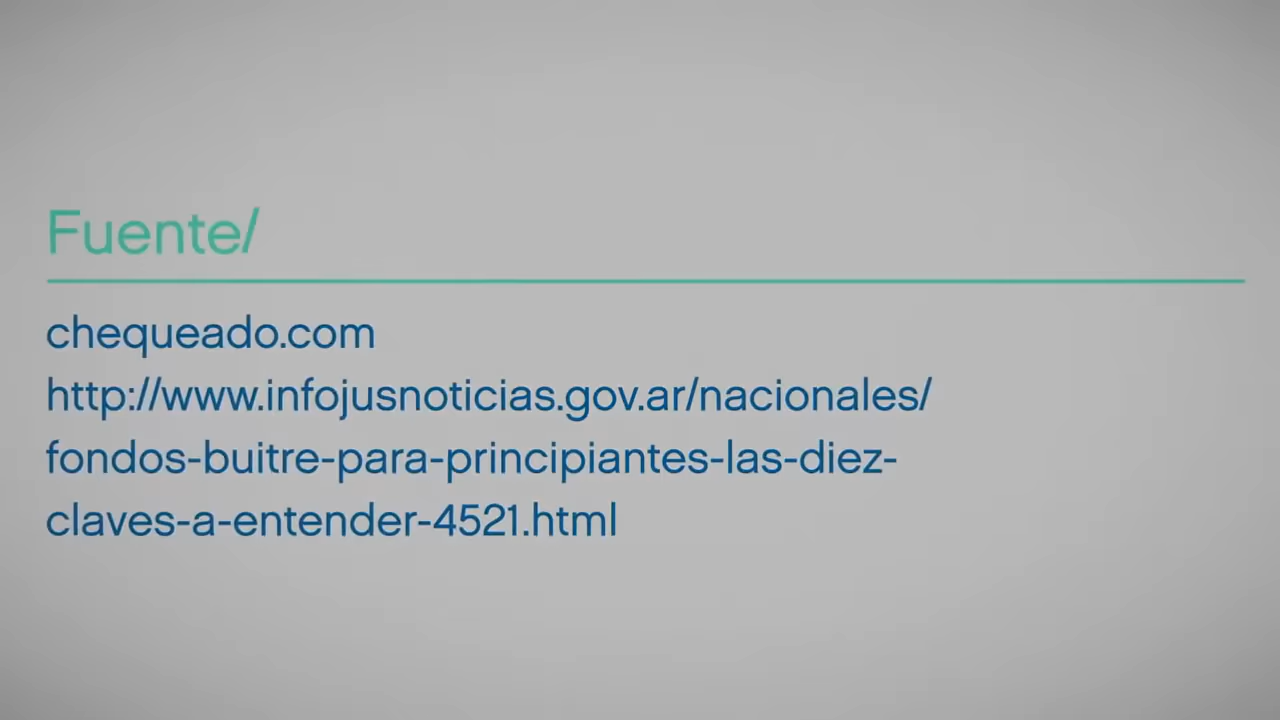 Fuente/
chequeado.com
http://www.infojusnoticias.gov.ar/nacionales/
fondos-buitre-para-principiantes-las-diez-
claves-a-entender-4521.html